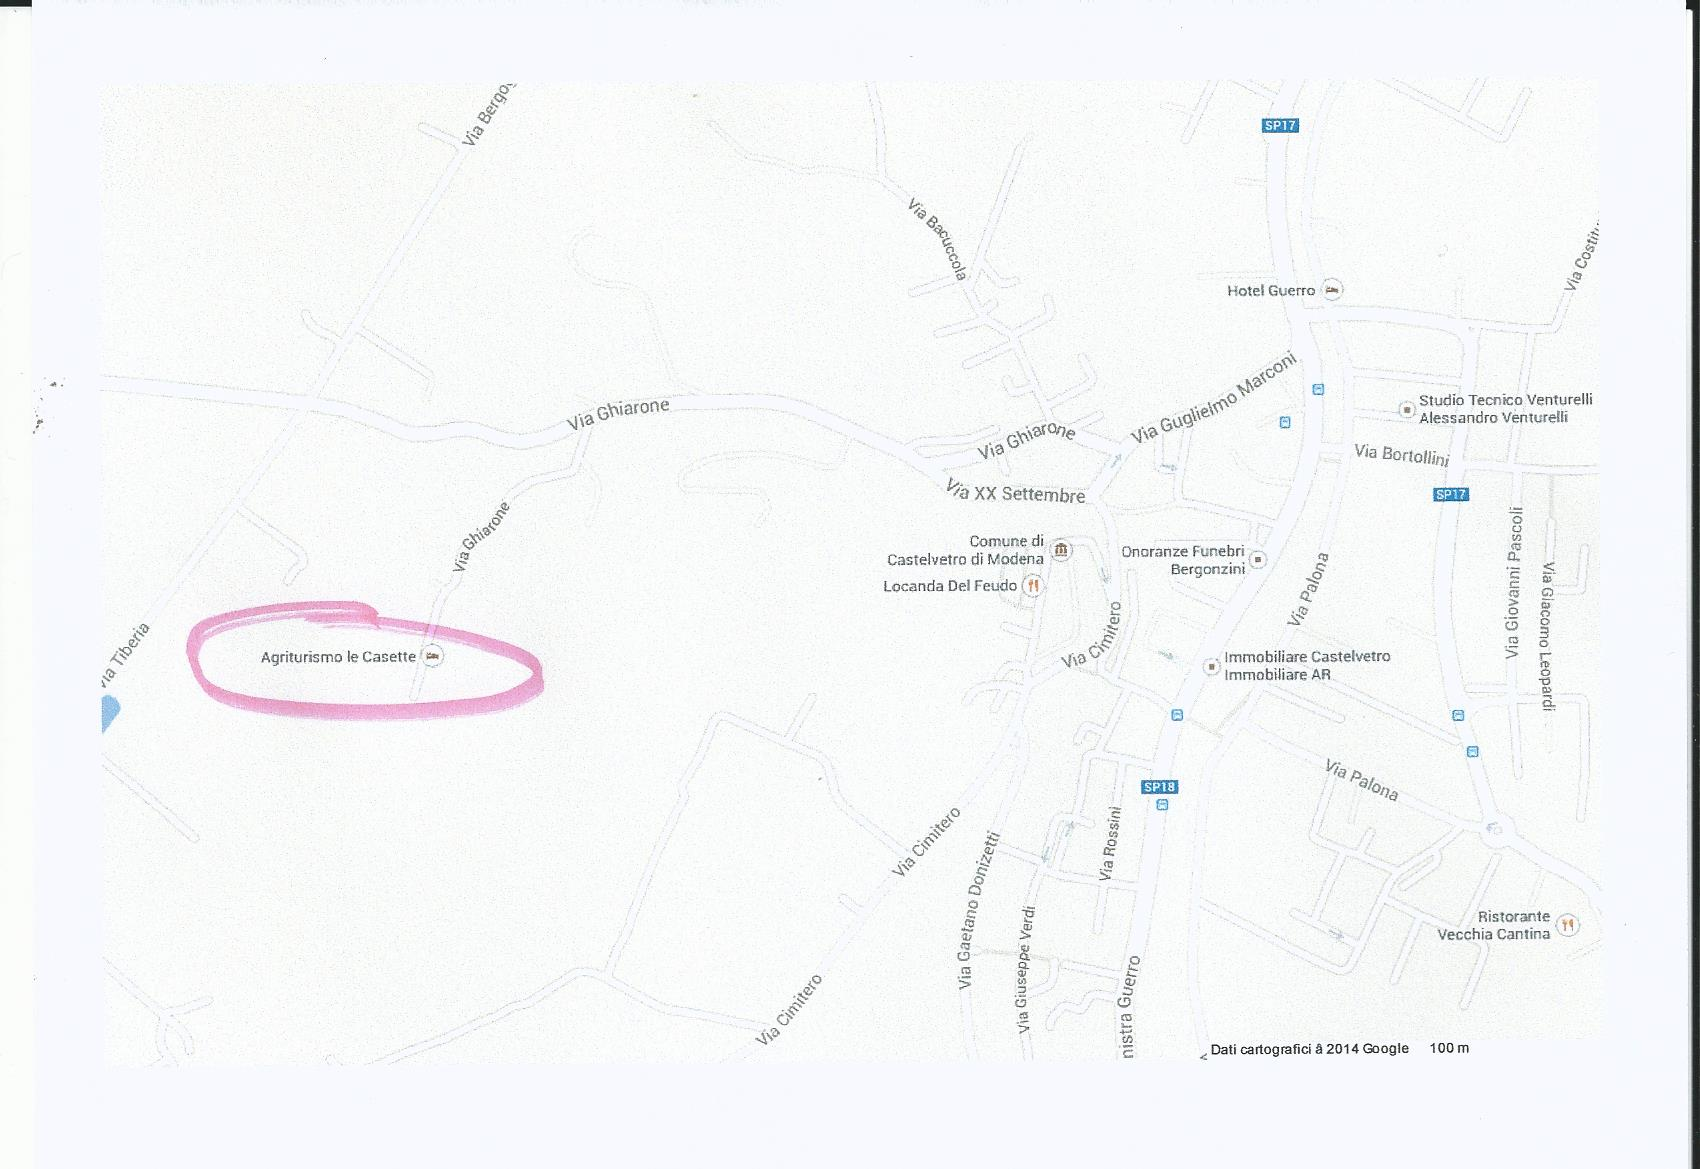 Via Bergo
SP17
Via Bacuccola
Via Costit
Hotel Guerro
Via Guglielmo Marconi
Via Ghiarone
Via Ghiarone
Studio Tecnico Venturelli
Alessandro Venturelli
Via Bortollini
Via XX Settembre
SP17
Via Ghiarone
Comune di
Castelvetro di Modena
Locanda Del Feudo
Onoranze Funebri
Bergonzini
Via Palona
Via Giovanni Pascoli
Via Giacomo Leopardi
Via Tiberia
Agriturismo le Casette
Via Cimitero
Immobiliare Castelvetro
Immobiliare AR
SP18
Via Palona
Via Cimitero
Via Gaetano Donizetti
Via Rossini
Via Giuseppe Verdi
Ristorante
Vecchia Cantina
Via Cimitero
nistra Guerro
Dati cartografici â 2014 Google 100 m